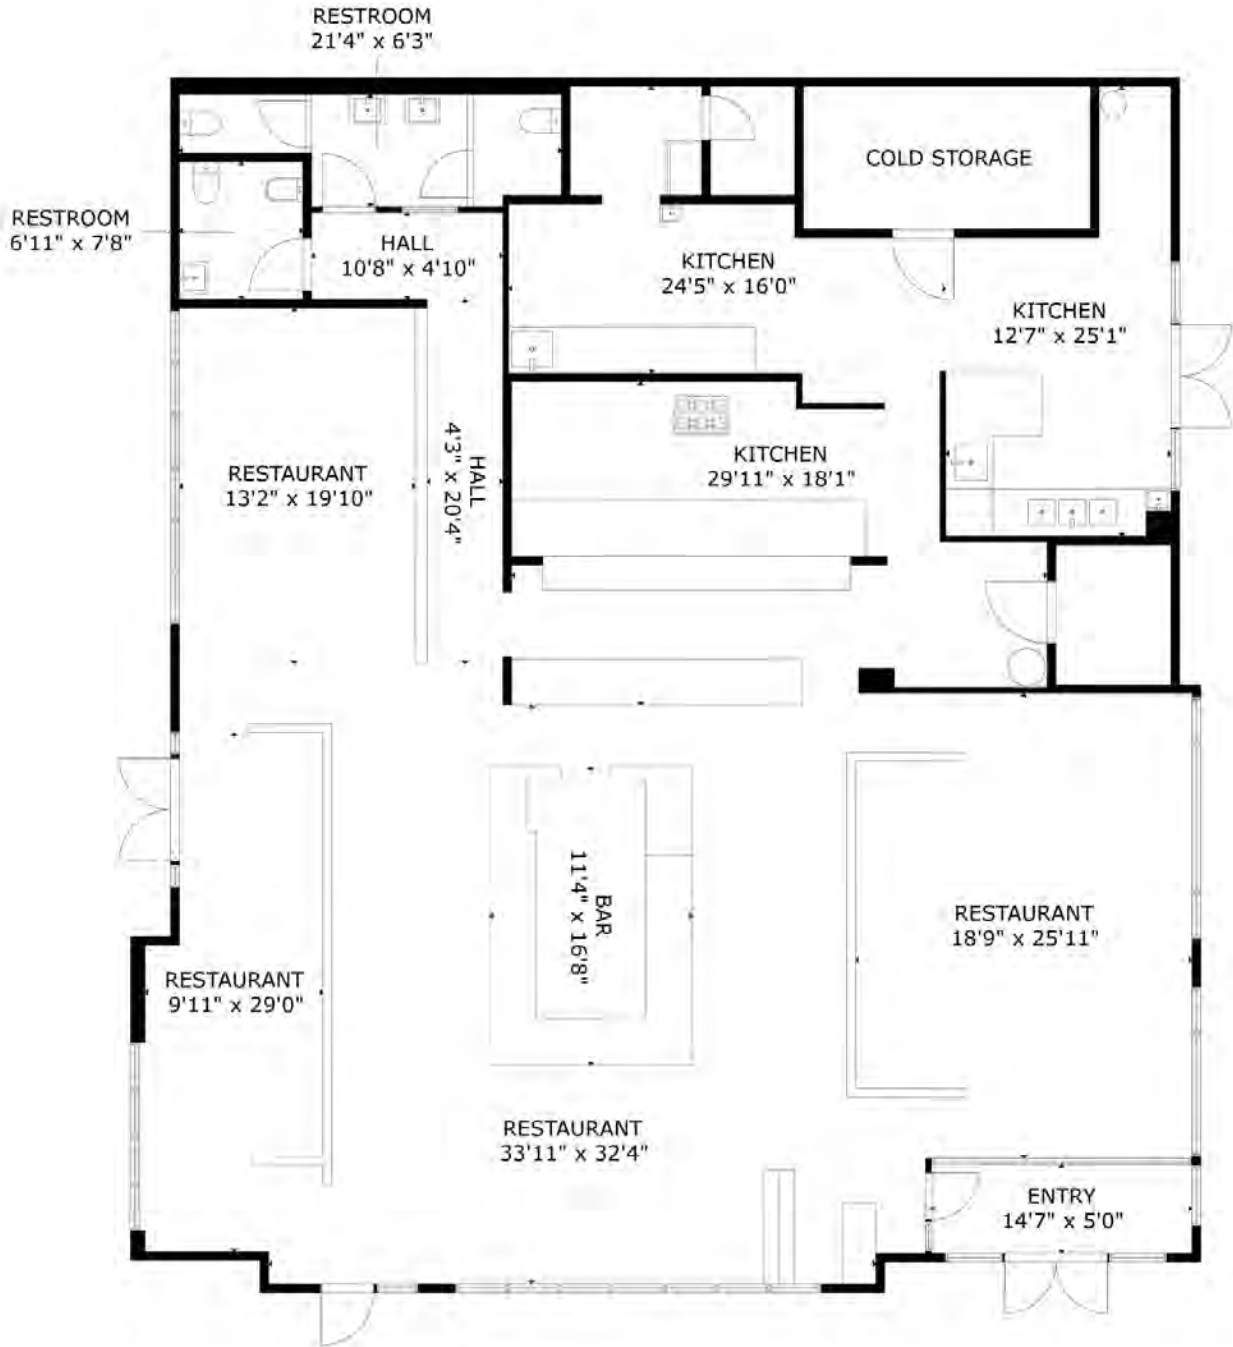 RESTROOM
21'4" x 6'3"
COLD STORAGE
RESTROOM
6'11" x 7'8"
HALL
10'8" x 4'10"
KITCHEN
24'5" x 16'0"
KITCHEN
12'7" x 25'1"
RESTAURANT
13'2" x 19'10"
HALL
4'3" x 20'4"
KITCHEN
29'11" x 18'1"
BAR
11'4" x 16'8"
RESTAURANT
18'9" x 25'11"
RESTAURANT
9'11" x 29'0"
RESTAURANT
33'11" x 32'4"
ENTRY
14'7" x 5'0"